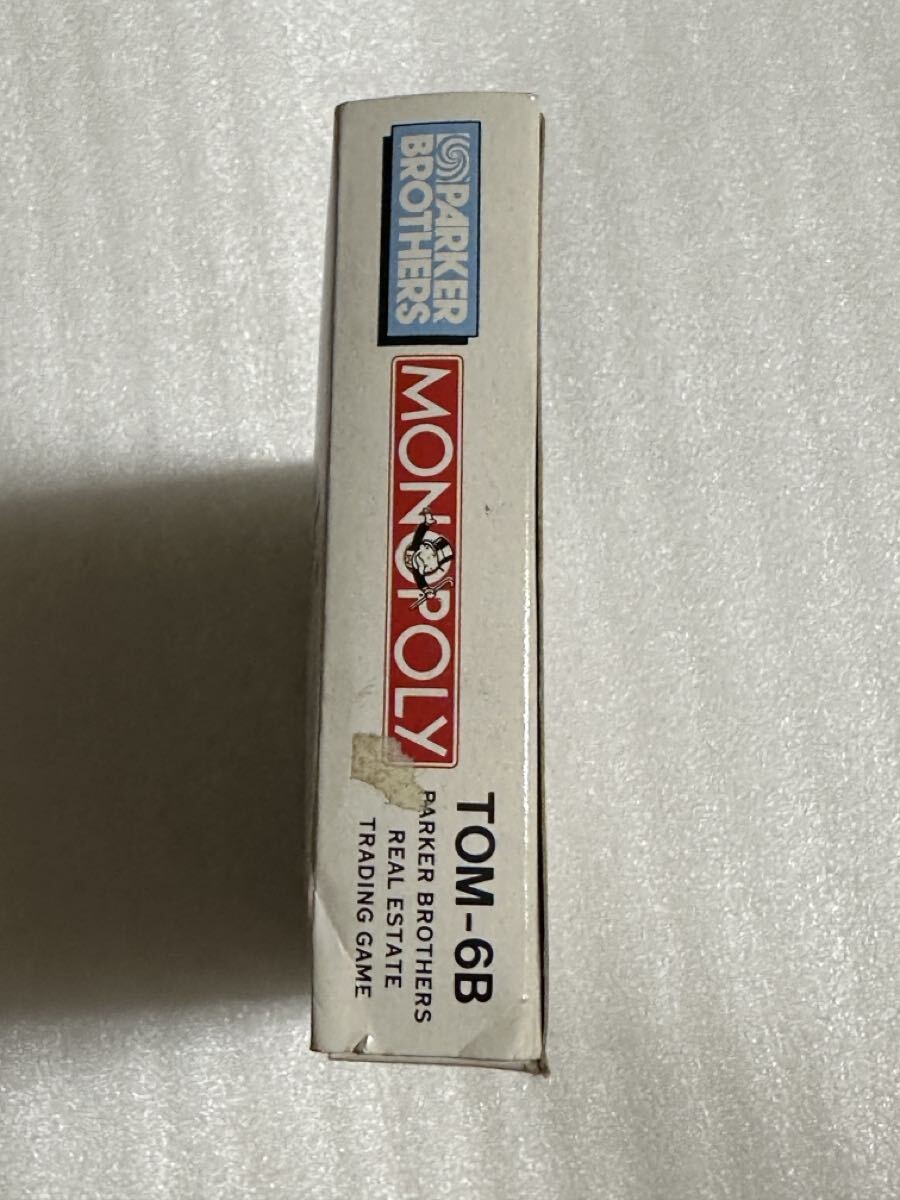 PARKER
BROTHERS
MONOPOLY
TOM-6B
PARKER BROTHERS
REAL ESTATE
TRADING GAME